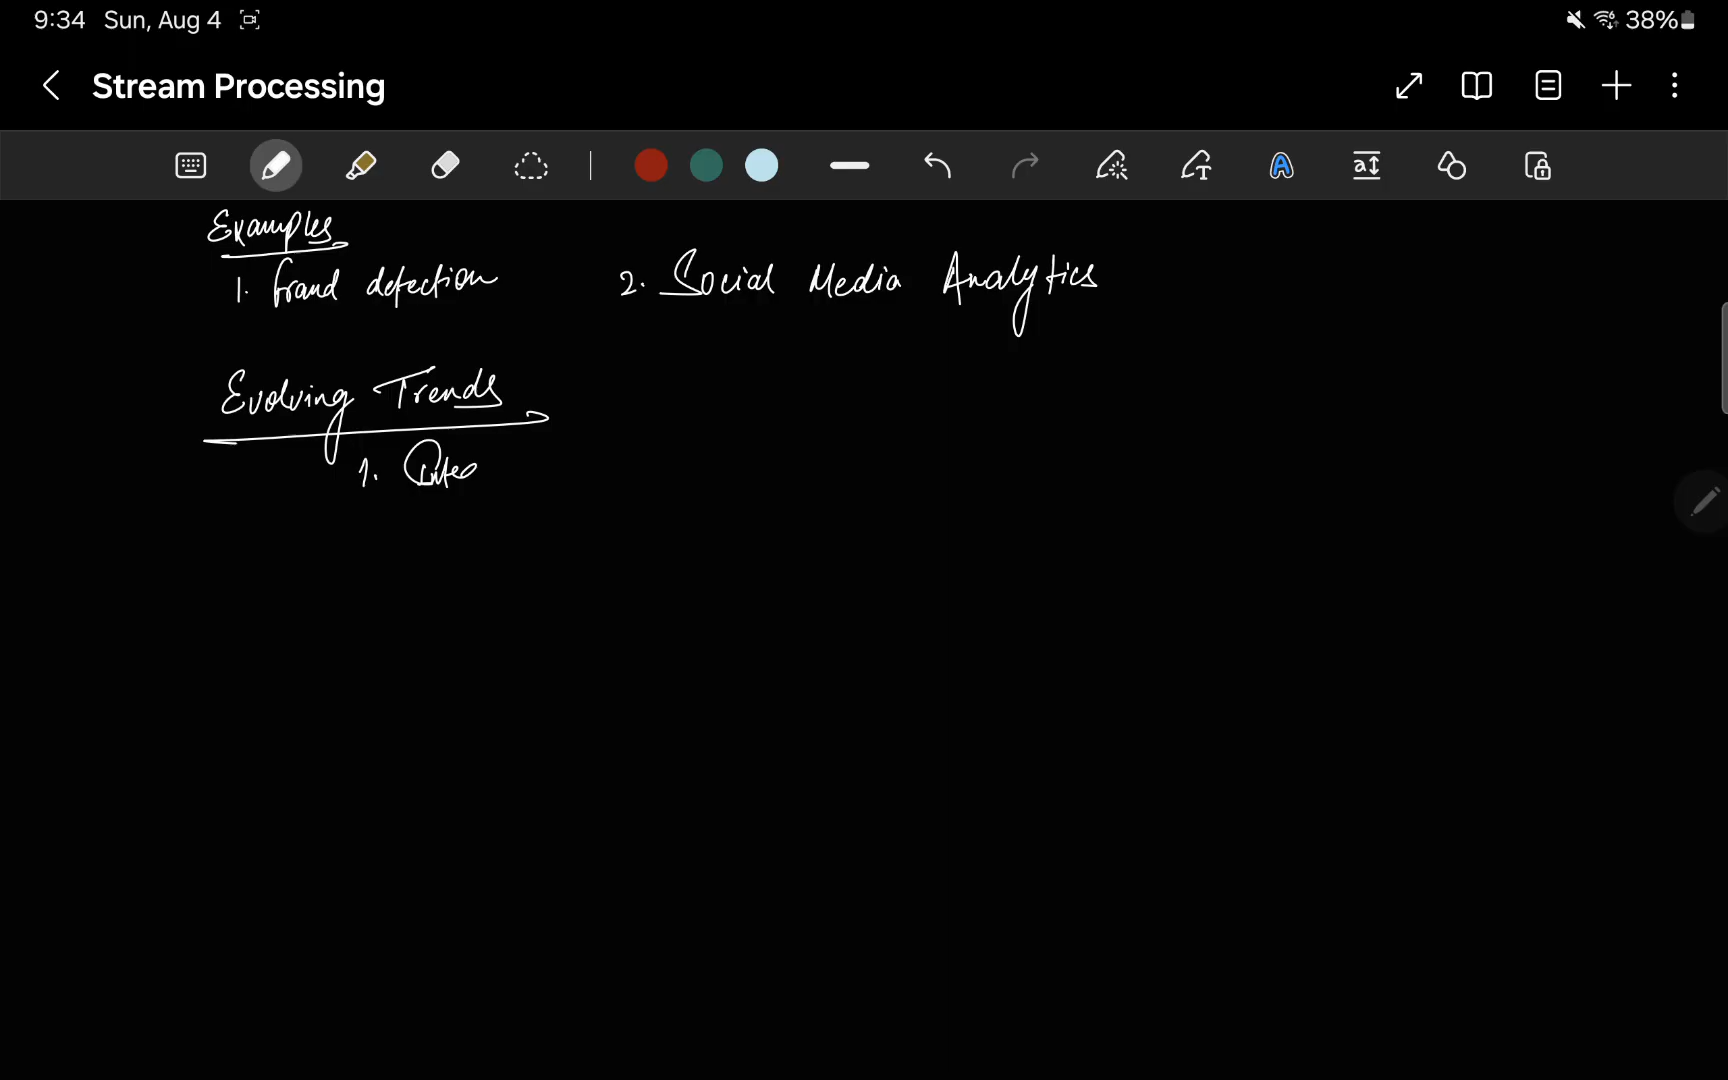 9:34 Sun, Aug 4 38%
Stream Processing
Examples
1. fraud detection 2. Social Media Analytics
Evolving Trends
1. Inte